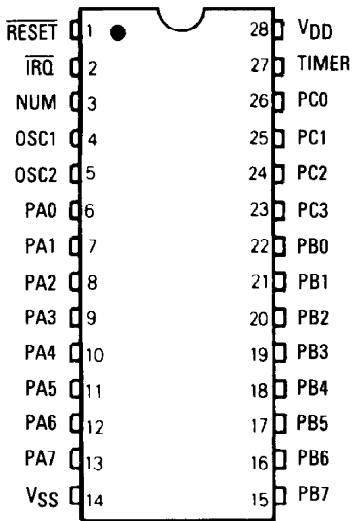 RESET 1 28 VDD
IRQ 2 27 TIMER
NUM 3 26 PC0
OSC1 4 25 PC1
OSC2 5 24 PC2
PA0 6 23 PC3
PA1 7 22 PB0
PA2 8 21 PB1
PA3 9 20 PB2
PA4 10 19 PB3
PA5 11 18 PB4
PA6 12 17 PB5
PA7 13 16 PB6
VSS 14 15 PB7